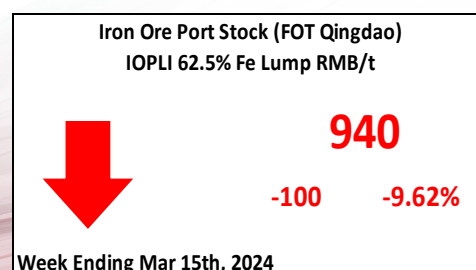 Iron Ore Port Stock (FOT Qingdao)
IOPLI 62.5% Fe Lump RMB/t
940
-100 -9.62%
Week Ending Mar 15th, 2024